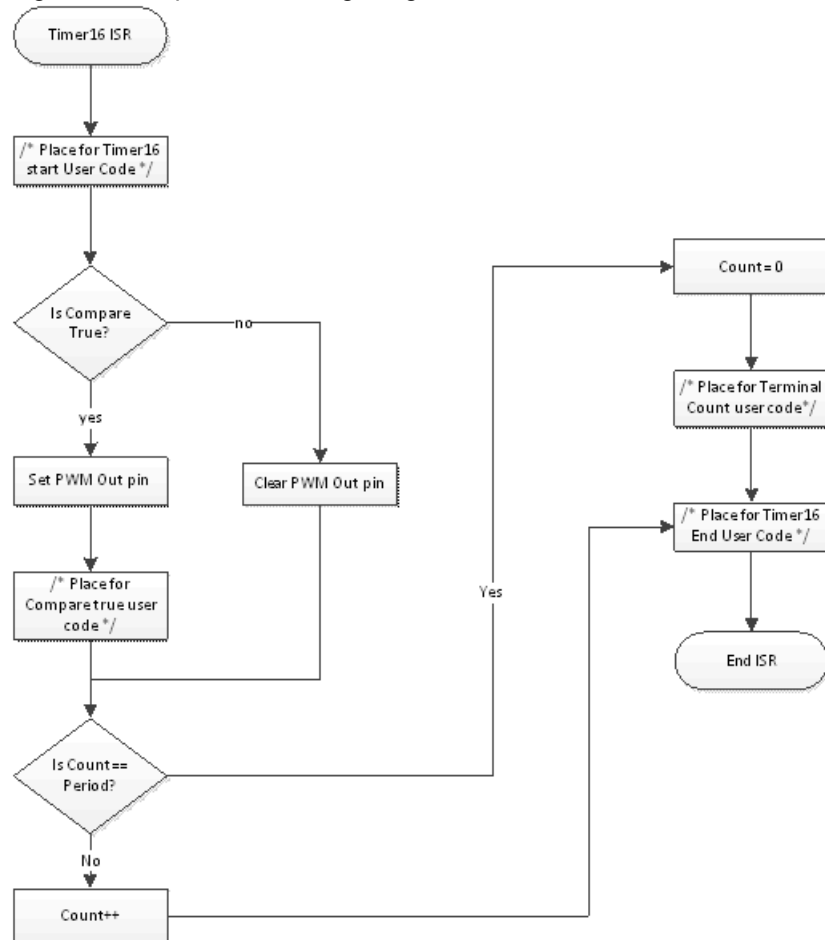 Timer16 ISR
/* Place for Timer16
start User Code */
Is Compare
True?
no
yes
Set PWM Out pin
Clear PWM Out pin
/* Place for
Compare true user
code */
Is Count==
Period?
No
Count++
Yes
Count= 0
/* Place for Terminal
Count user code*/
/* Place for Timer16
End User Code */
End ISR